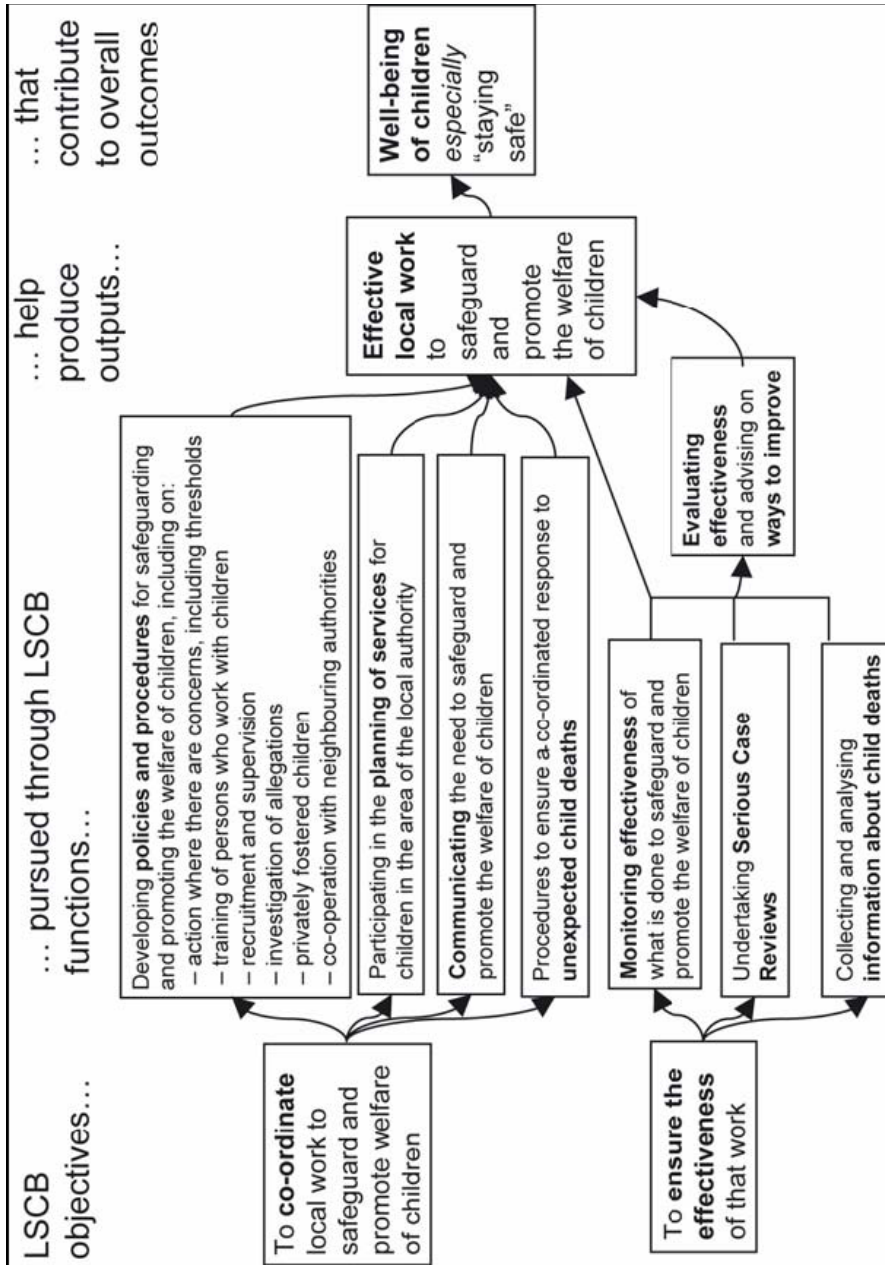 LSCB
objectives…
… pursued through LSCB
functions…
… help
produce
outputs…
… that
contribute
to overall
outcomes
To co-ordinate
local work to
safeguard and
promote welfare
of children
To ensure the
effectiveness
of that work
Developing policies and procedures for safeguarding
and promoting the welfare of children, including on:
– action where there are concerns, including thresholds
– training of persons who work with children
– recruitment and supervision
– investigation of allegations
– privately fostered children
– co-operation with neighbouring authorities
Participating in the planning of services for
children in the area of the local authority
Communicating the need to safeguard and
promote the welfare of children
Procedures to ensure a co-ordinated response to
unexpected child deaths
Monitoring effectiveness of
what is done to safeguard and
promote the welfare of children
Undertaking Serious Case
Reviews
Collecting and analysing
information about child deaths
Evaluating
effectiveness
and advising on
ways to improve
Effective
local work
to
safeguard
and
promote
the welfare
of children
Well-being
of children
especially
“staying
safe”